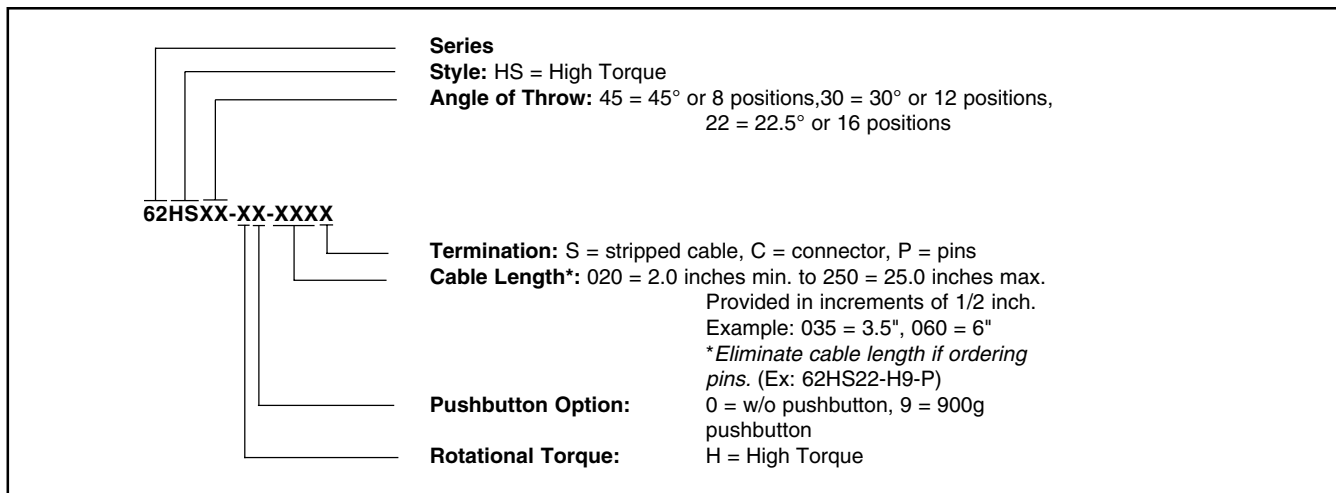 Series
Style: HS = High Torque
Angle of Throw: 45 = 45° or 8 positions,30 = 30° or 12 positions,
22 = 22.5° or 16 positions
62HSXX-XX-XXXX
Termination: S = stripped cable, C = connector, P = pins
Cable Length*: 020 = 2.0 inches min. to 250 = 25.0 inches max.
Provided in increments of 1/2 inch.
Example: 035 = 3.5", 060 = 6"
*Eliminate cable length if ordering
pins. (Ex: 62HS22-H9-P)
Pushbutton Option: 0 = w/o pushbutton, 9 = 900g
pushbutton
Rotational Torque: H = High Torque